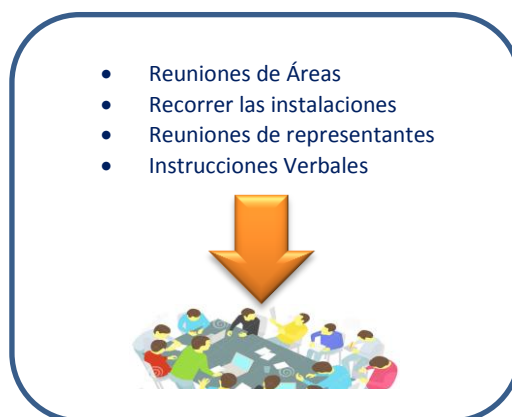 • Reuniones de Áreas
• Recorrer las instalaciones
• Reuniones de representantes
• Instrucciones Verbales